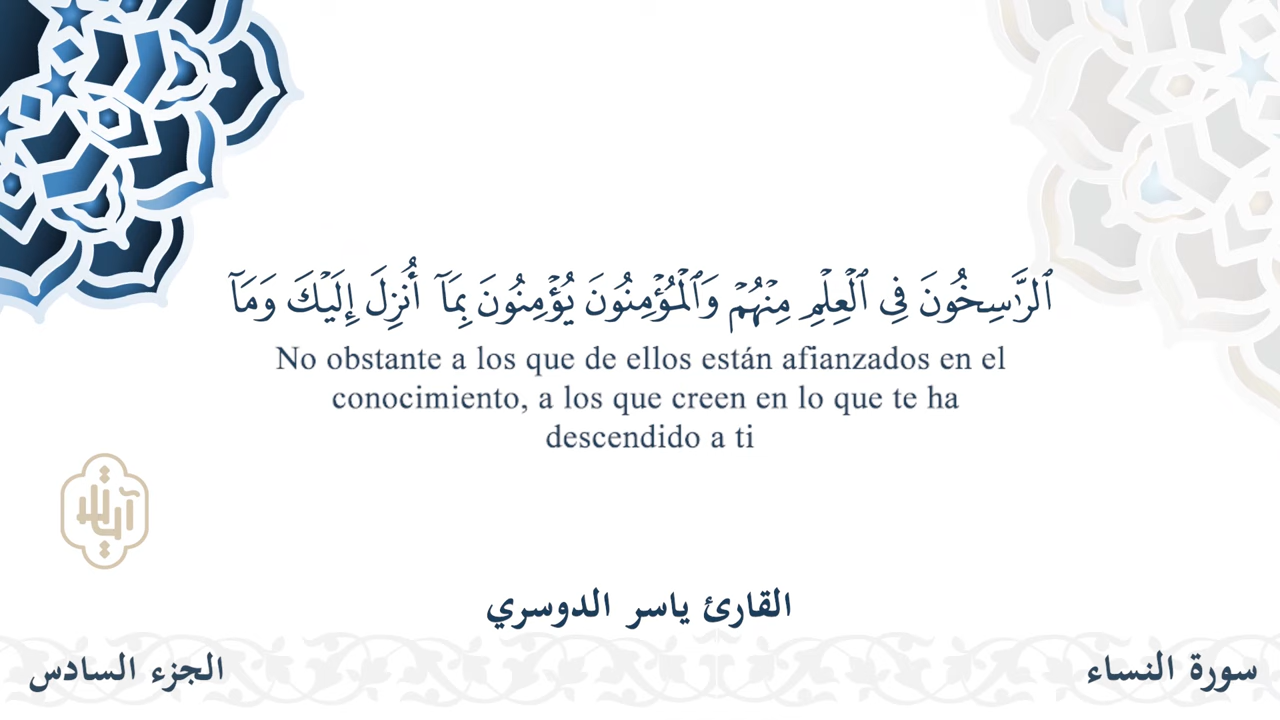 ٱلرَّٰسِخُونَ فِى ٱلْعِلْمِ مِنْهُمْ وَٱلْمُؤْمِنُونَ يُؤْمِنُونَ بِمَآ أُنزِلَ إِلَيْكَ وَمَآ
No obstante a los que de ellos están afianzados en el
conocimiento, a los que creen en lo que te ha
descendido a ti
آيات
القارئ ياسر الدوسري
سورة النساء
الجزء السادس